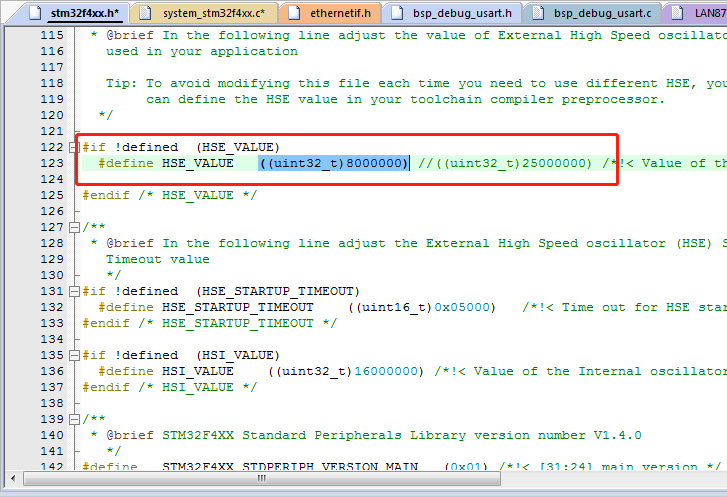 stm32f4xx.h* system_stm32f4xx.c* ethernetif.h bsp_debug_usart.h bsp_debug_usart.c LAN87
115 * @brief In the following line adjust the value of External High Speed oscillator
116 used in your application
117
118 Tip: To avoid modifying this file each time you need to use different HSE, you
119 can define the HSE value in your toolchain compiler preprocessor.
120 */
121
122 #if !defined (HSE_VALUE)
123 #define HSE_VALUE ((uint32_t)8000000) //((uint32_t)25000000) /*!< Value of th
124
125 #endif /* HSE_VALUE */
126
127 /**
128 * @brief In the following line adjust the External High Speed oscillator (HSE) S
129 Timeout value
130 */
131 #if !defined (HSE_STARTUP_TIMEOUT)
132 #define HSE_STARTUP_TIMEOUT ((uint16_t)0x05000) /*!< Time out for HSE star
133 #endif /* HSE_STARTUP_TIMEOUT */
134
135 #if !defined (HSI_VALUE)
136 #define HSI_VALUE ((uint32_t)16000000) /*!< Value of the Internal oscillator
137 #endif /* HSI_VALUE */
138
139 /**
140 * @brief STM32F4XX Standard Peripherals Library version number V1.4.0
141 */
142 #define __STM32F4XX_STDPERIPH_VERSION_MAIN (0x01) /*!< [31:24] main version */